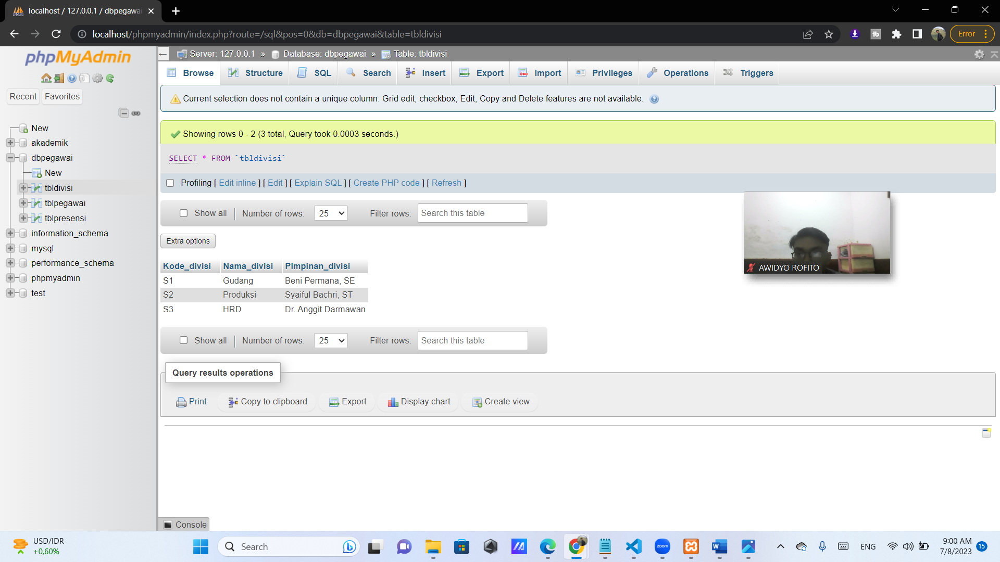 localhost / 127.0.0.1 / dbpegawai
localhost/phpmyadmin/index.php?route=/sql&pos=0&db=dbpegawai&table=tbldivisi
Error
phpMyAdmin
Recent Favorites
New
akademik
dbpegawai
New
tbldivisi
tblpegawai
tblpresensi
information_schema
mysql
performance_schema
phpmyadmin
test
Server: 127.0.0.1 » Database: dbpegawai » Table: tbldivisi
Browse Structure SQL Search Insert Export Import Privileges Operations Triggers
Current selection does not contain a unique column. Grid edit, checkbox, Edit, Copy and Delete features are not available.
Showing rows 0 - 2 (3 total, Query took 0.0003 seconds.)
SELECT * FROM `tbldivisi`
Profiling [ Edit inline ] [ Edit ] [ Explain SQL ] [ Create PHP code ] [ Refresh ]
Show all Number of rows: 25 Filter rows: Search this table
Extra options
Kode_divisi Nama_divisi Pimpinan_divisi
S1 Gudang Beni Permana, SE
S2 Produksi Syaiful Bachri, ST
S3 HRD Dr. Anggit Darmawan
AWIDYO ROFITO
Show all Number of rows: 25 Filter rows: Search this table
Query results operations
Print Copy to clipboard Export Display chart Create view
Console
USD/IDR
+0,60%
Search
zoom
ENG
9:00 AM
7/8/2023
15